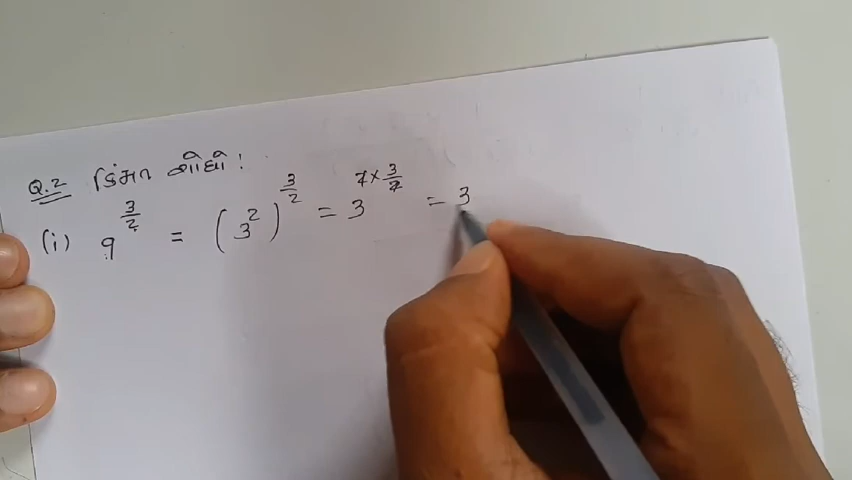 Q.2 કિંમત શોધો :
(i) 9^{3/2} = (3^2)^{3/2} = 3^{2 × 3/2} = 3